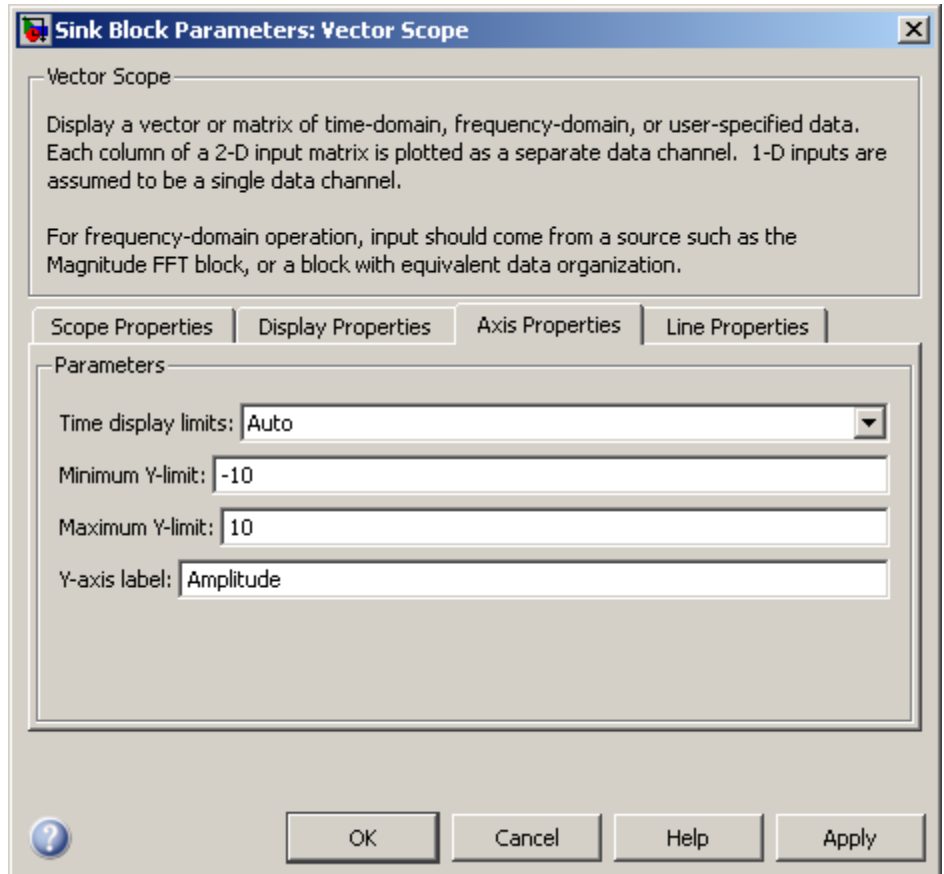 Sink Block Parameters: Vector Scope
Vector Scope
Display a vector or matrix of time-domain, frequency-domain, or user-specified data.
Each column of a 2-D input matrix is plotted as a separate data channel.  1-D inputs are
assumed to be a single data channel.
For frequency-domain operation, input should come from a source such as the
Magnitude FFT block, or a block with equivalent data organization.
Scope Properties Display Properties Axis Properties Line Properties
Parameters
Time display limits: Auto
Minimum Y-limit: -10
Maximum Y-limit: 10
Y-axis label: Amplitude
? OK Cancel Help Apply